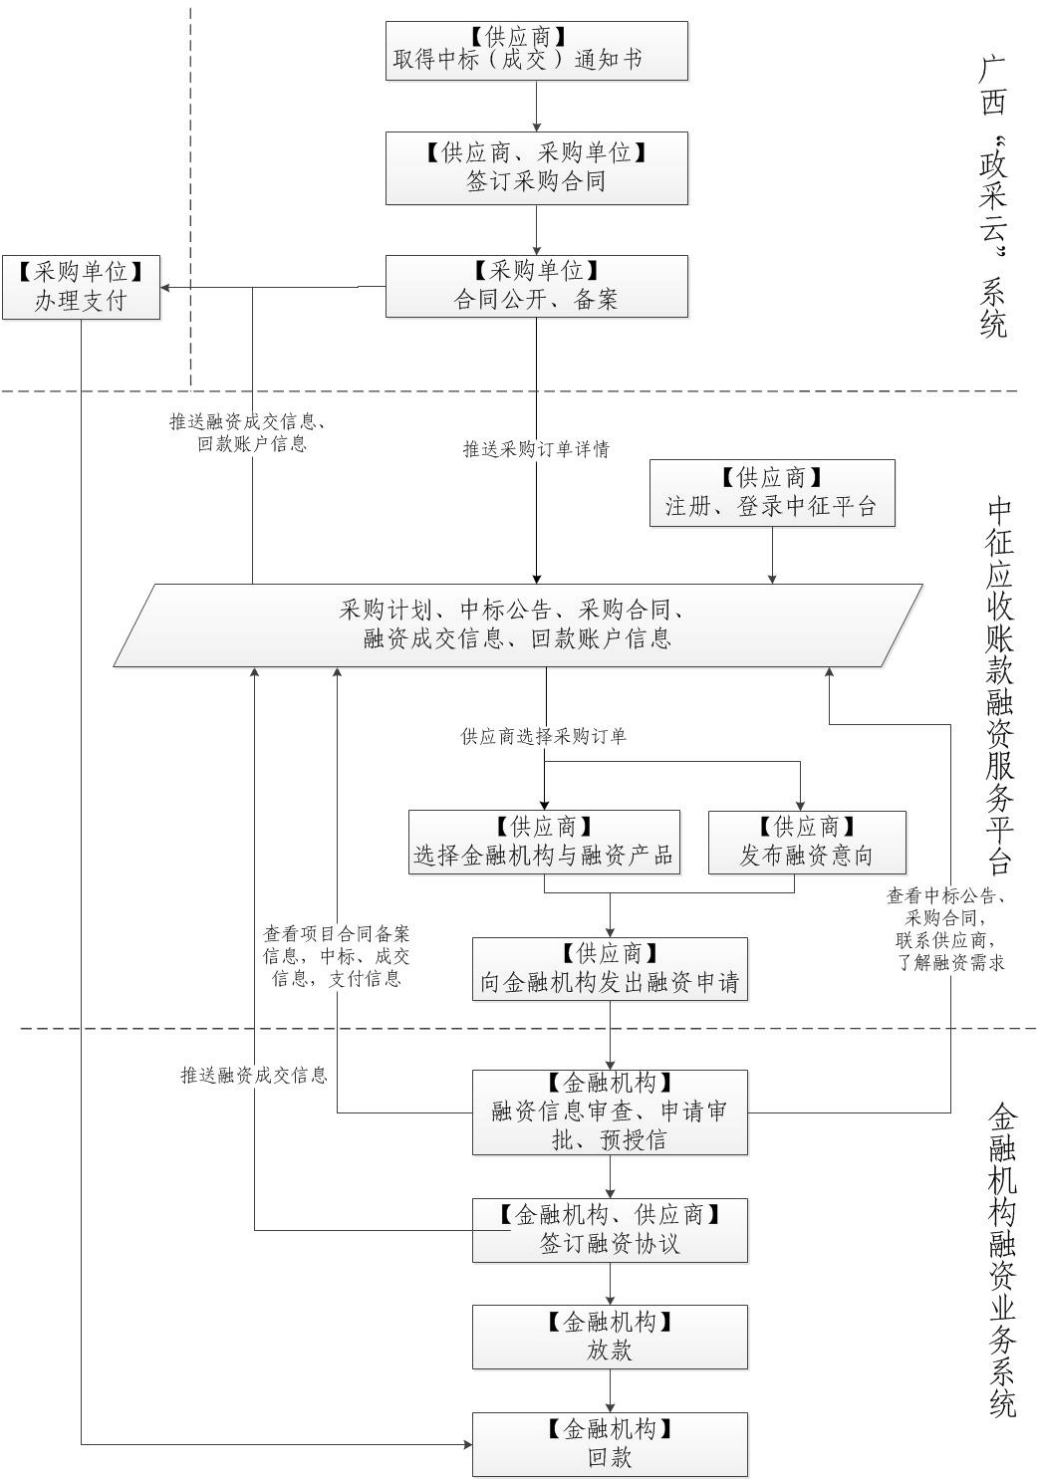 【供应商】
取得中标（成交）通知书
【供应商、采购单位】
签订采购合同
【采购单位】
合同公开、备案
【采购单位】
办理支付
广西“政采云”系统
推送融资成交信息、
回款账户信息
推送采购订单详情
【供应商】
注册、登录中征平台
采购计划、中标公告、采购合同、
融资成交信息、回款账户信息
供应商选择采购订单
【供应商】
选择金融机构与融资产品
【供应商】
发布融资意向
中征应收账款融资服务平台
查看项目合同备案
信息，中标、成交
信息，支付信息
查看中标公告、
采购合同，
联系供应商，
了解融资需求
【供应商】
向金融机构发出融资申请
推送融资成交信息
【金融机构】
融资信息审查、申请审
批、预授信
【金融机构、供应商】
签订融资协议
【金融机构】
放款
【金融机构】
回款
金融机构融资业务系统